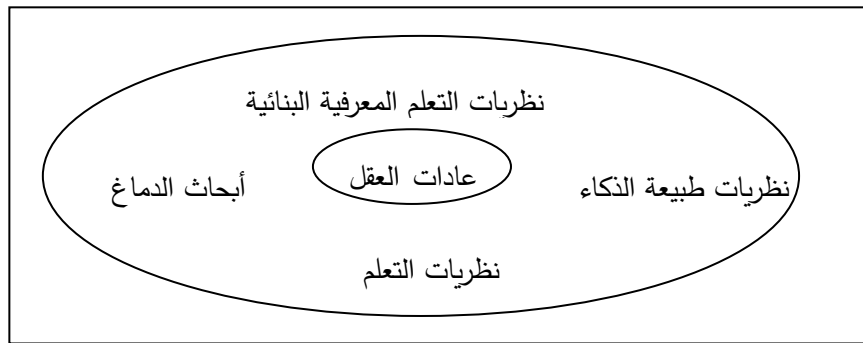 نظريات التعلم المعرفية البنائية
عادات العقل
نظريات طبيعة الذكاء
أبحاث الدماغ
نظريات التعلم